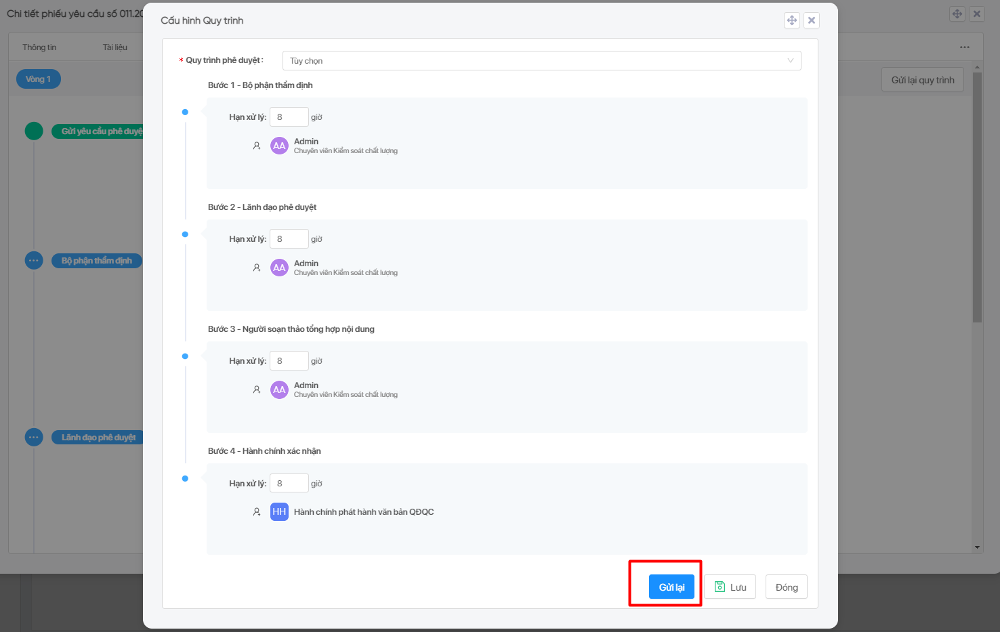 Chi tiết phiếu yêu cầu số 011.20
Cấu hình Quy trình
Thông tin
Tài liệu
Vòng 1
Gửi lại quy trình
* Quy trình phê duyệt :
Tùy chọn
Bước 1 - Bộ phận thẩm định
Hạn xử lý: 8 giờ
AA
Admin
Chuyên viên Kiểm soát chất lượng
Gửi yêu cầu phê duyệ
Bước 2 - Lãnh đạo phê duyệt
Hạn xử lý: 8 giờ
AA
Admin
Chuyên viên Kiểm soát chất lượng
Bộ phận thẩm định
Bước 3 - Người soạn thảo tổng hợp nội dung
Hạn xử lý: 8 giờ
AA
Admin
Chuyên viên Kiểm soát chất lượng
Lãnh đạo phê duyệt
Bước 4 - Hành chính xác nhận
Hạn xử lý: 8 giờ
HH Hành chính phát hành văn bản QĐQC
Gửi lại
Lưu
Đóng